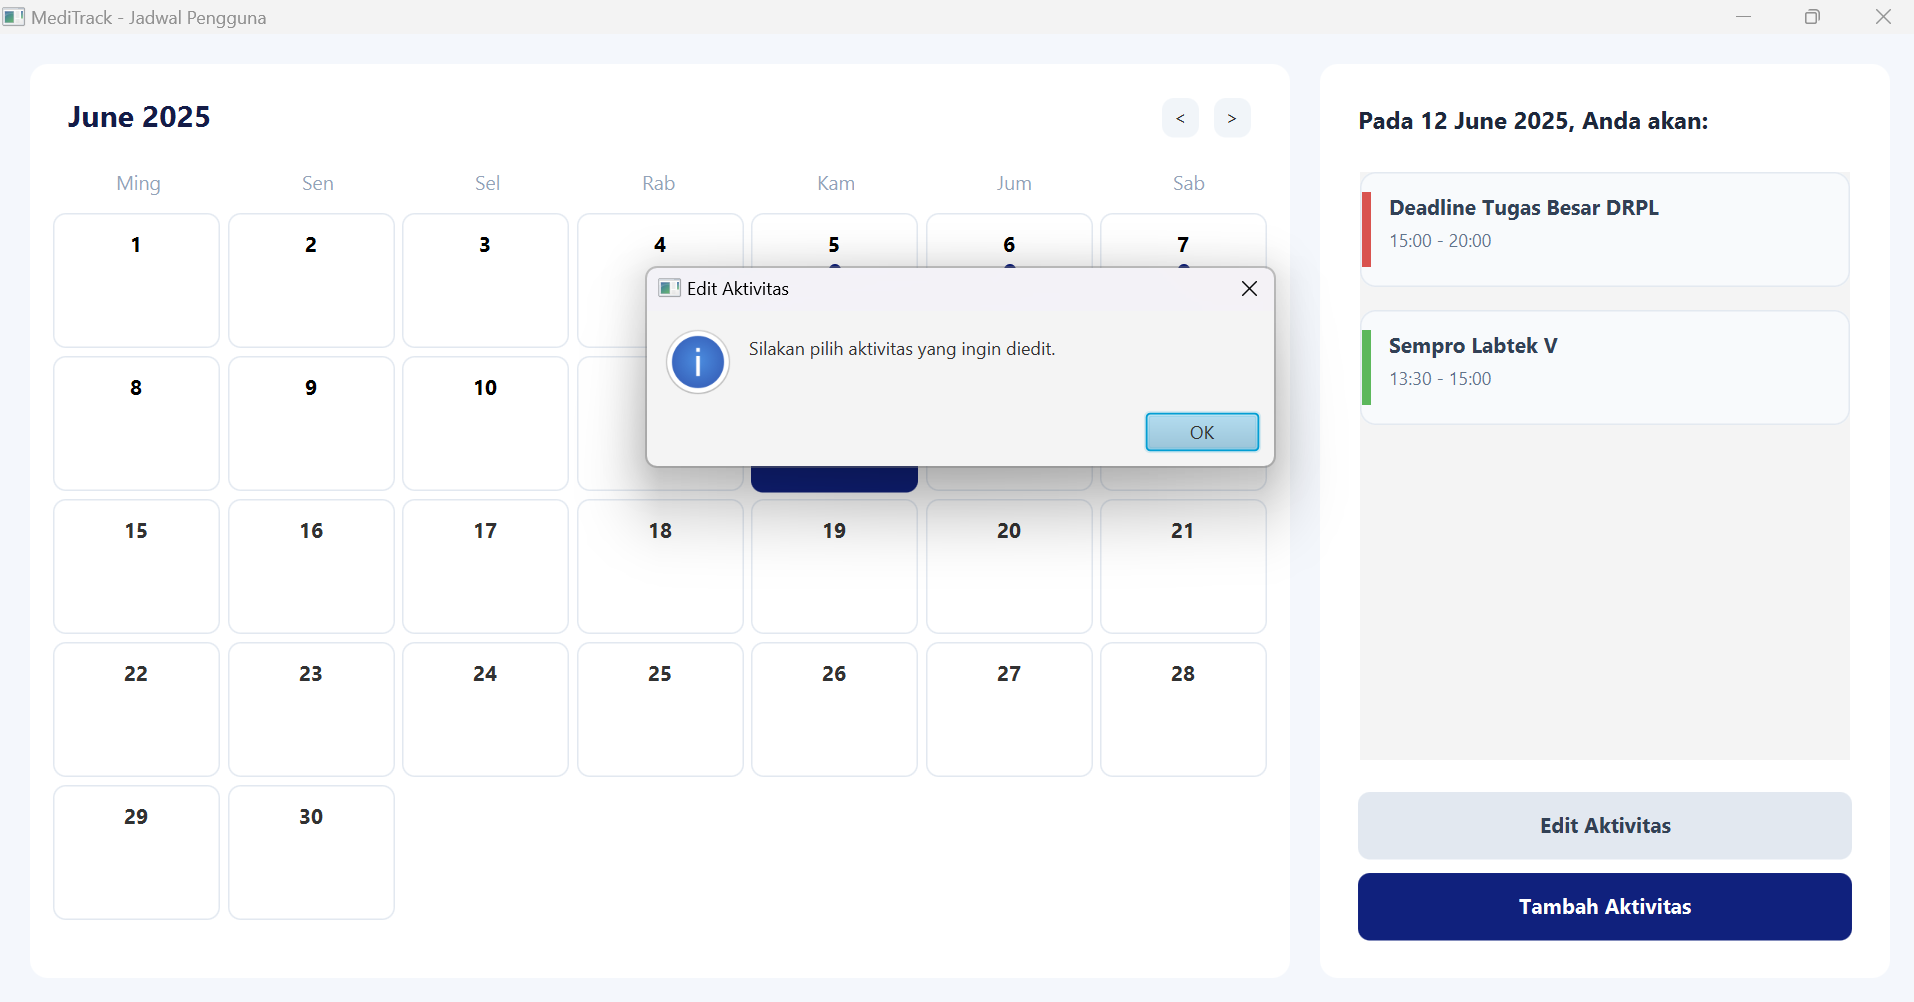 MediTrack - Jadwal Pengguna
June 2025
< >
Ming Sen Sel Rab Kam Jum Sab
1 2 3 4 5 6 7
8 9 10
15 16 17 18 19 20 21
22 23 24 25 26 27 28
29 30
Edit Aktivitas
Silakan pilih aktivitas yang ingin diedit.
OK
Pada 12 June 2025, Anda akan:
Deadline Tugas Besar DRPL
15:00 - 20:00
Sempro Labtek V
13:30 - 15:00
Edit Aktivitas
Tambah Aktivitas